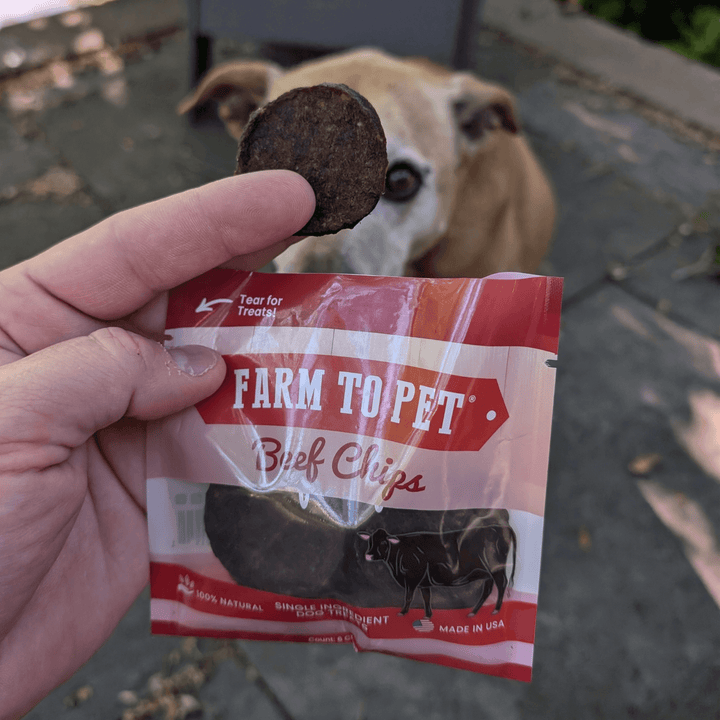 Tear for
Treats!
FARM TO PET®
Beef Chips
100% NATURAL
SINGLE INGREDIENT
DOG TREATS
MADE IN USA